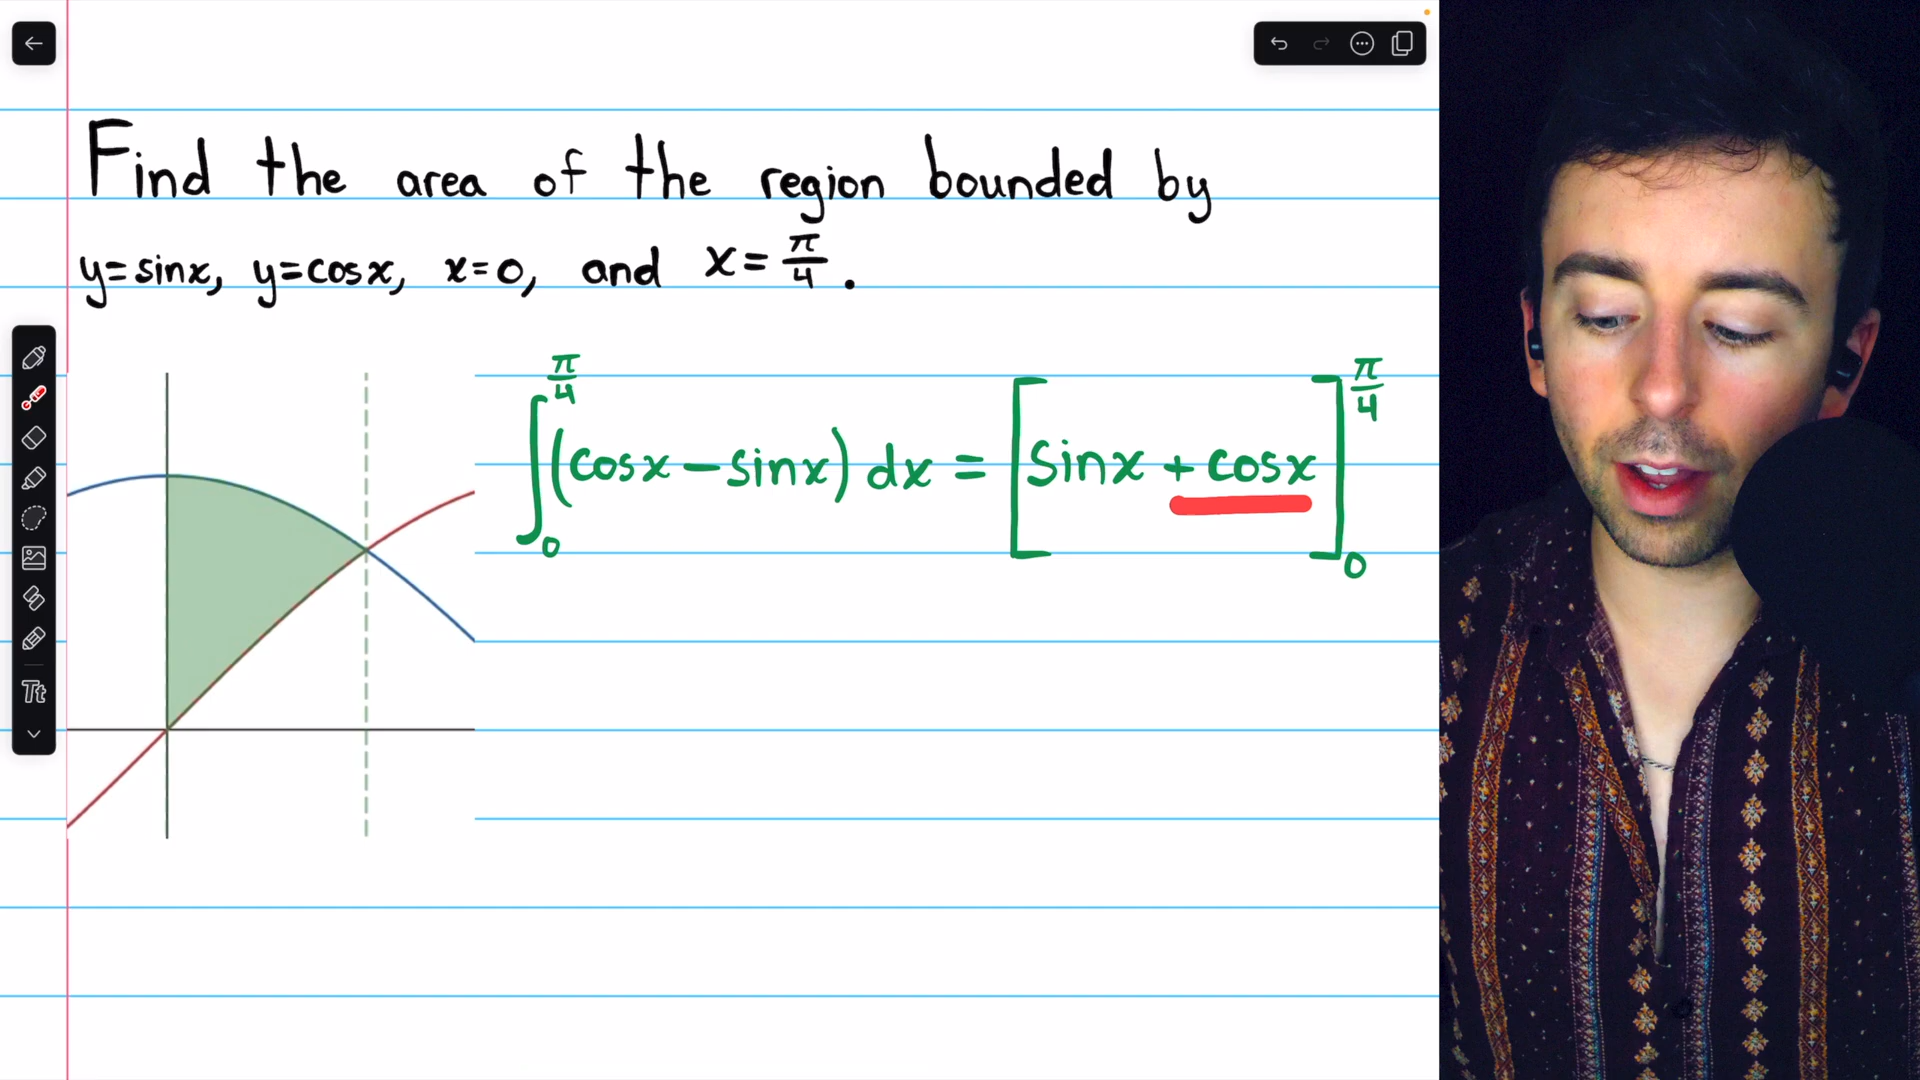 Find the area of the region bounded by
y=sinx, y=cosx, x=0, and x=π/4.
∫₀^(π/4) (cosx−sinx) dx = [sinx +cosx]₀^(π/4)
Tt